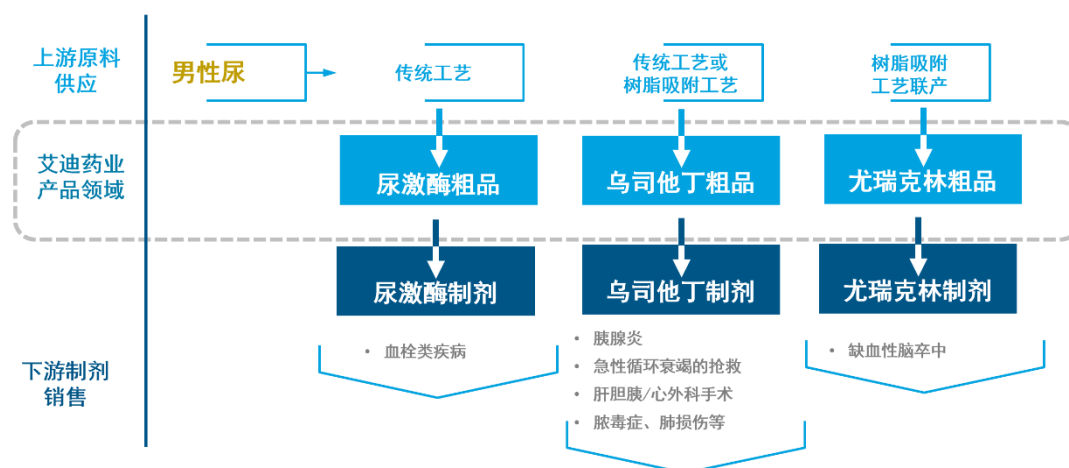 上游原料
供应
男性尿
传统工艺
传统工艺或
树脂吸附工艺
树脂吸附
工艺联产
艾迪药业
产品领域
尿激酶粗品
乌司他丁粗品
尤瑞克林粗品
尿激酶制剂
乌司他丁制剂
尤瑞克林制剂
下游制剂
销售
• 血栓类疾病
• 胰腺炎
• 急性循环衰竭的抢救
• 肝胆胰/心外科手术
• 脓毒症、肺损伤等
• 缺血性脑卒中